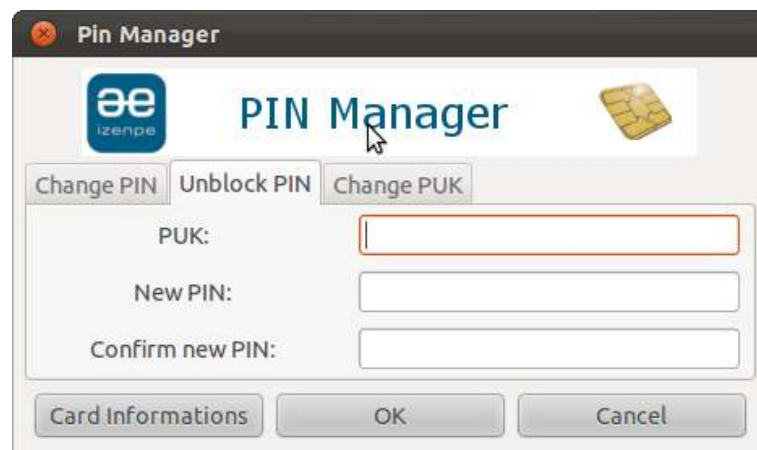 Pin Manager
izenpe
PIN Manager
Change PIN Unblock PIN Change PUK
PUK:
New PIN:
Confirm new PIN:
Card Informations OK Cancel